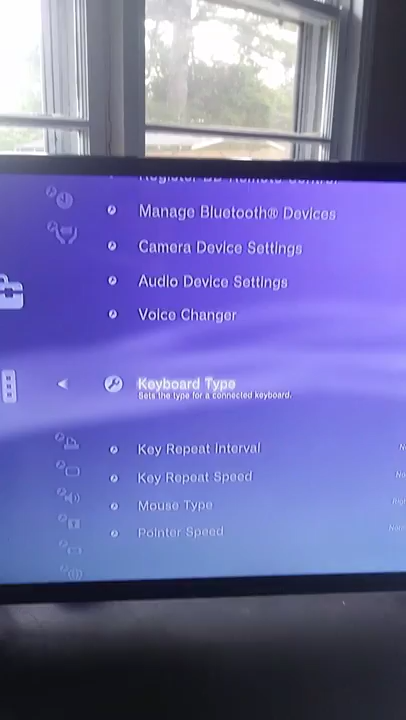 Manage Bluetooth® Devices
Camera Device Settings
Audio Device Settings
Voice Changer
Keyboard Type
Sets the type for a connected keyboard.
Key Repeat Interval
Key Repeat Speed
Mouse Type
Pointer Speed